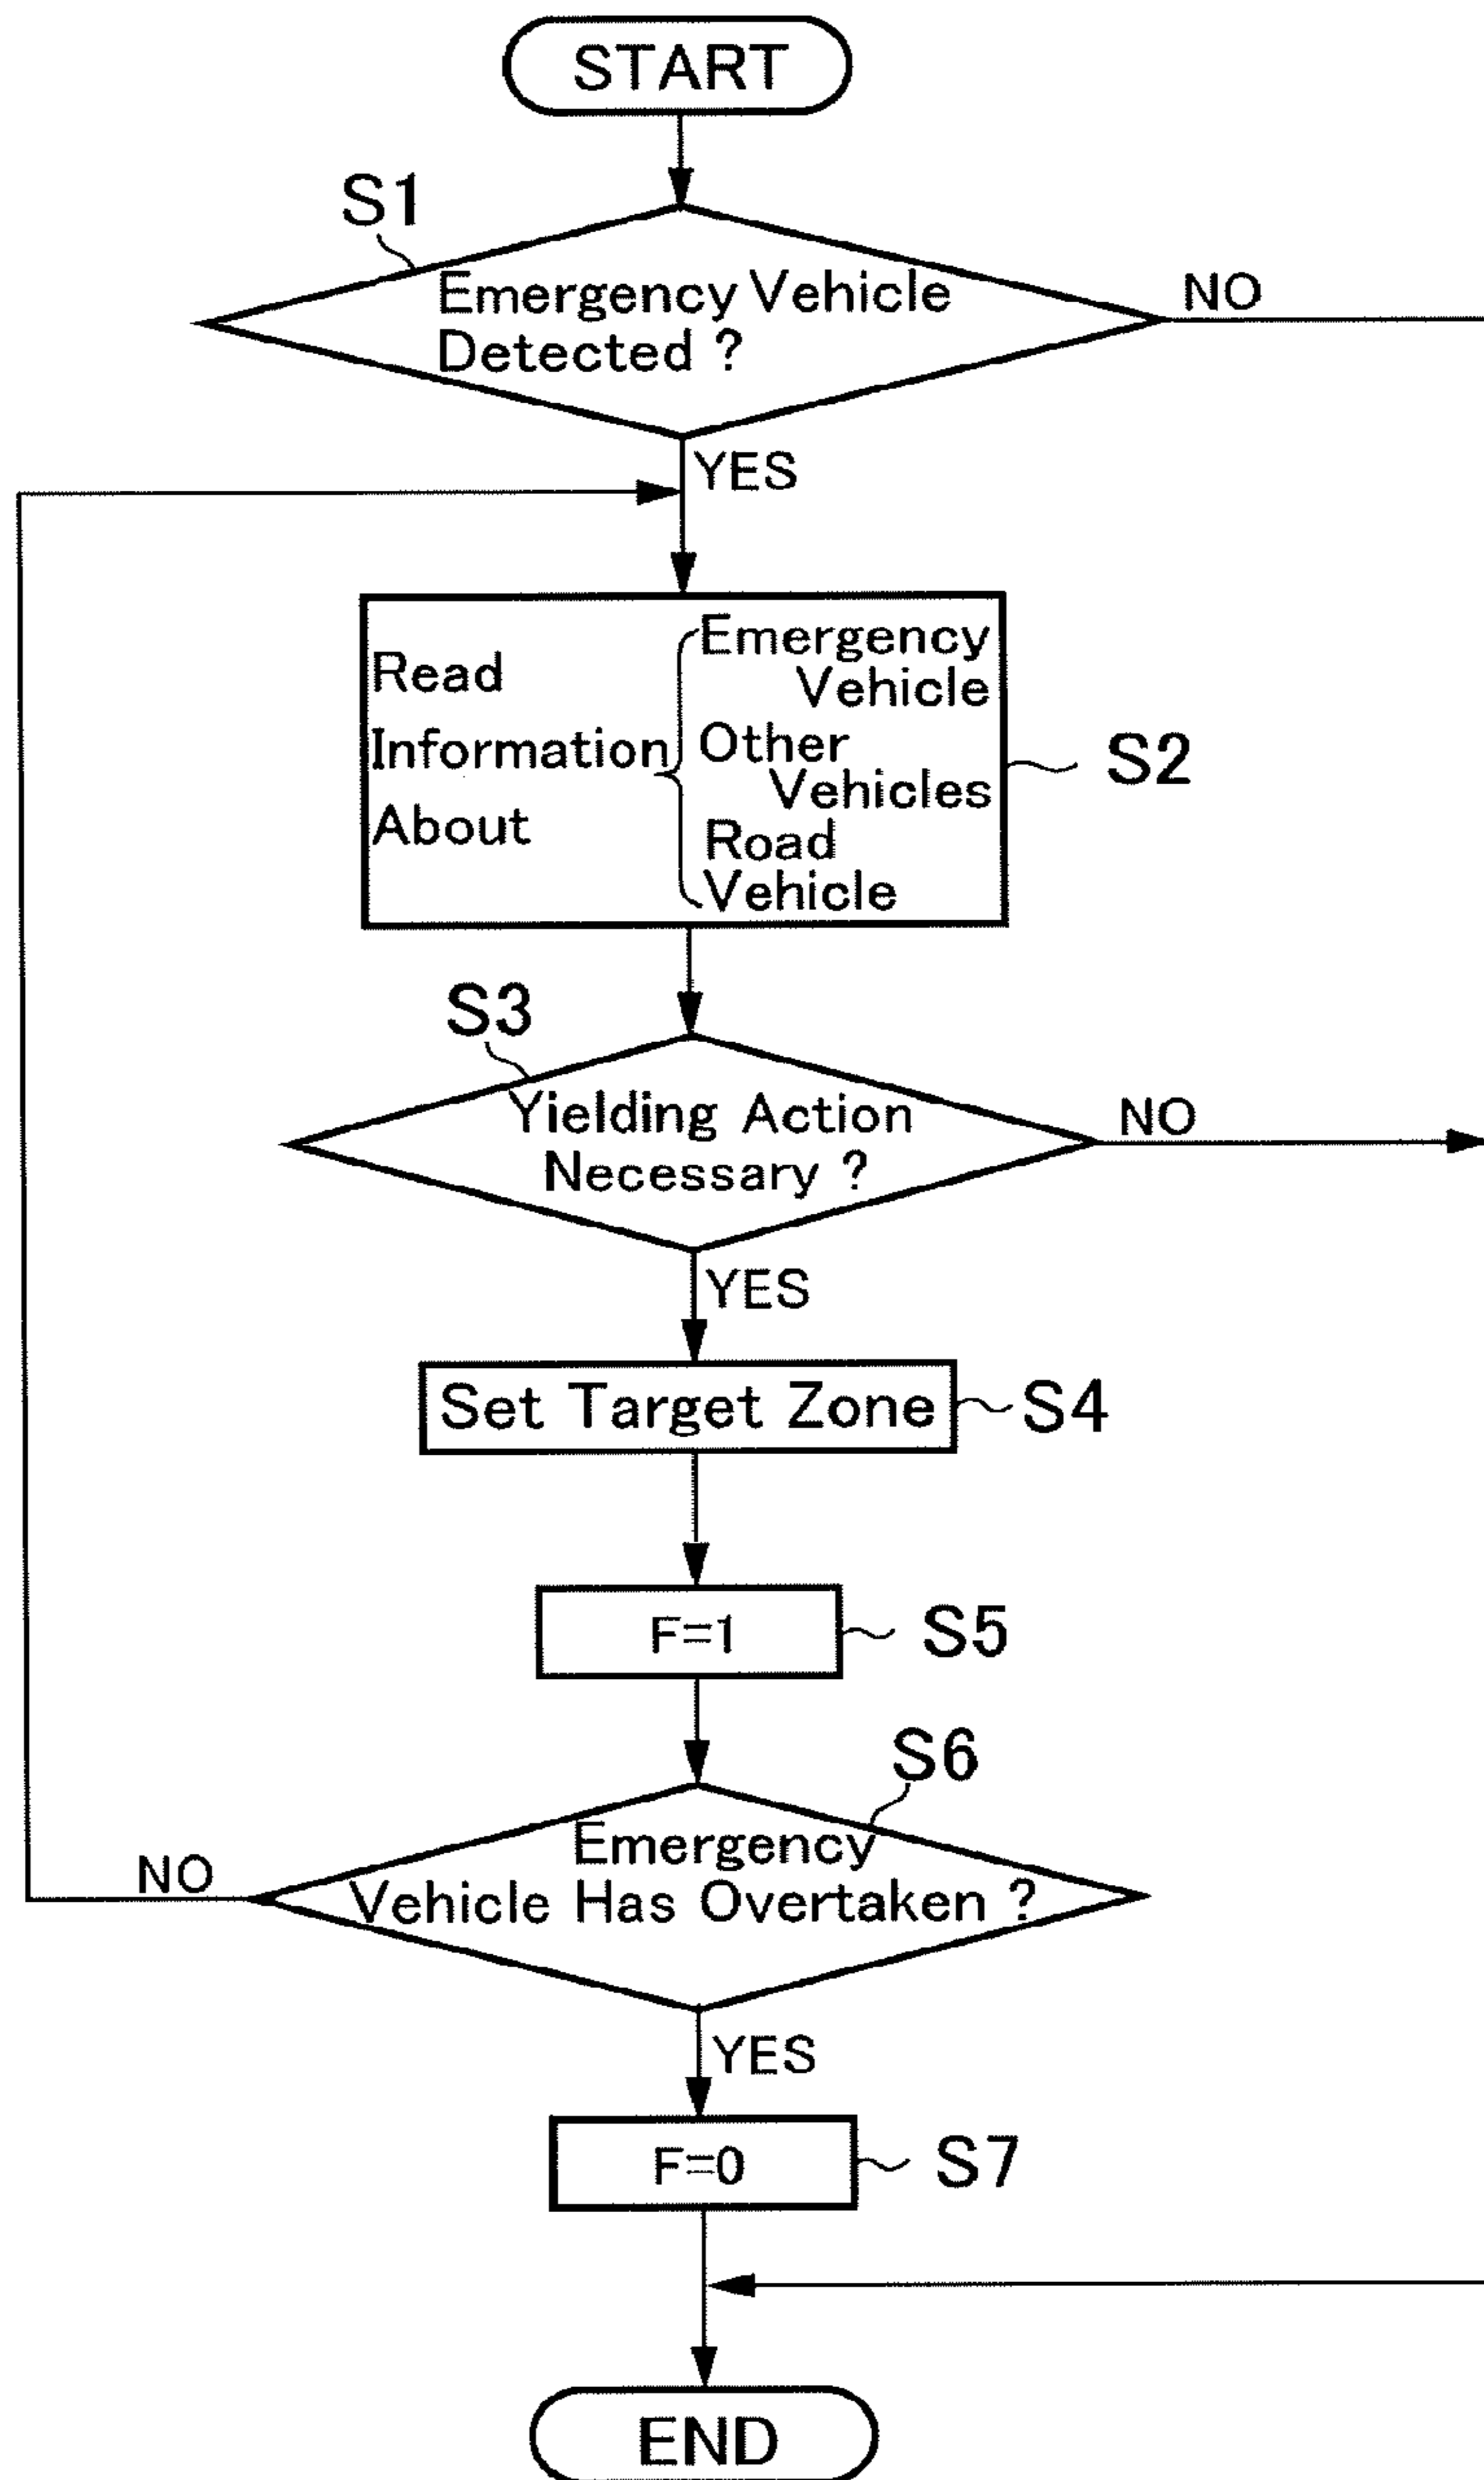 START
S1
Emergency Vehicle
Detected ?
NO
YES
Read
Information
About
Emergency
Vehicle
Other
Vehicles
Road
Vehicle
S2
S3
Yielding Action
Necessary ?
NO
YES
Set Target Zone
S4
F=1
S5
S6
Emergency
Vehicle Has Overtaken ?
NO
YES
F=0
S7
END